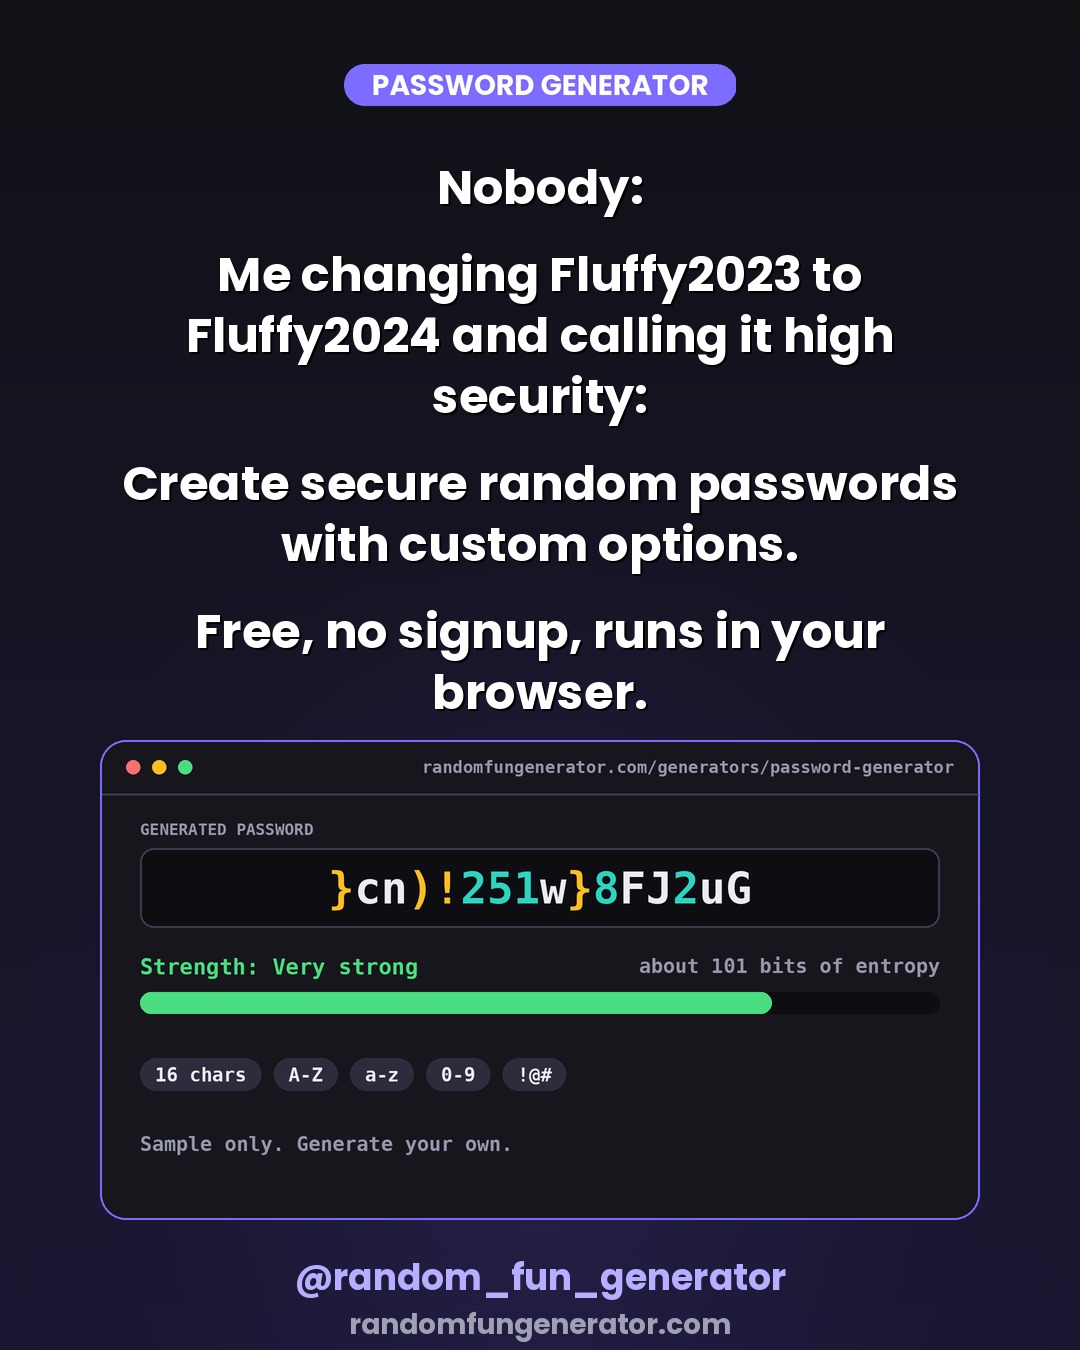 PASSWORD GENERATOR
Nobody:
Me changing Fluffy2023 to
Fluffy2024 and calling it high
security:
Create secure random passwords
with custom options.
Free, no signup, runs in your
browser.
randomfungenerator.com/generators/password-generator
GENERATED PASSWORD
}cn)!251w}8FJ2uG
Strength: Very strong
about 101 bits of entropy
16 chars A-Z a-z 0-9 !@#
Sample only. Generate your own.
@random_fun_generator
randomfungenerator.com